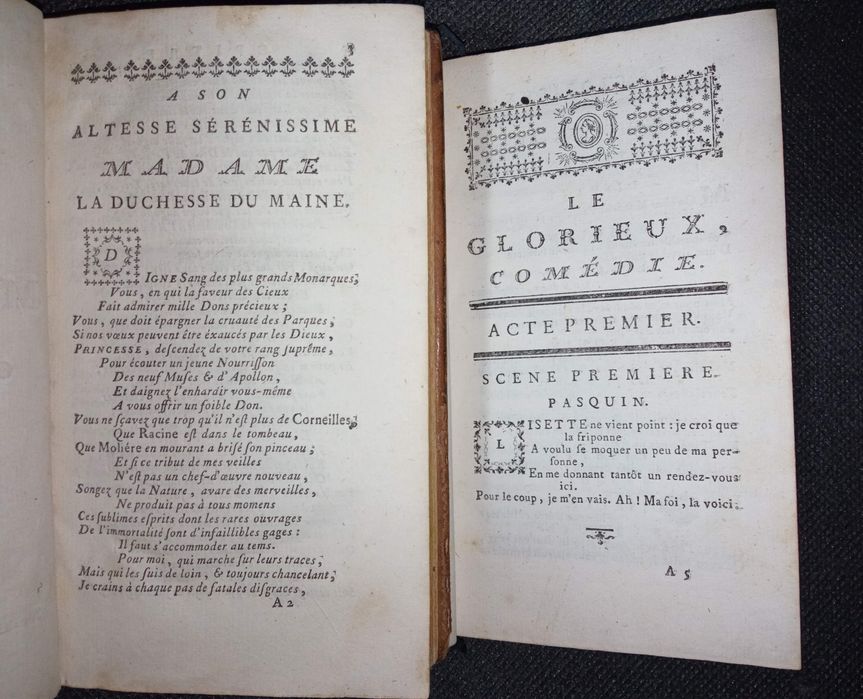 3
A SON
ALTESSE SÉRÉNISSIME
MADAME
LA DUCHESSE DU MAINE.
DIGNE Sang des plus grands Monarques;
Vous, en qui la faveur des Cieux
Fait admirer mille Dons précieux;
Vous, que doit épargner la cruauté des Parques;
Si nos vœux peuvent être éxaucés par les Dieux,
PRINCESSE, deſcendez de votre rang ſuprême,
Pour écouter un jeune Nourriſſon
Des neuf Muſes & d'Apollon,
Et daignez l'enhardir vous-même
A vous offrir un foible Don.
Vous ne ſçavez que trop qu'il n'eſt plus de Corneilles;
Que Racine eſt dans le tombeau,
Que Moliére en mourant a briſé ſon pinceau;
Et ſi ce tribut de mes veilles
N'eſt pas un chef-d'œuvre nouveau,
Songez que la Nature, avare des merveilles,
Ne produit pas à tous momens
Ces ſublimes eſprits dont les rares ouvrages
De l'immortalité ſont d'infaillibles gages:
Il faut s'accommoder au tems.
Pour moi, qui marche ſur leurs traces,
Mais qui les ſuis de loin, & toujours chancelant;
Je crains à chaque pas de fatales diſgraces,
A2
LE
GLORIEUX,
COMÉDIE.
ACTE PREMIER.
SCENE PREMIERE.
PASQUIN.
LISETTE ne vient point: je croi que
la friponne
A voulu ſe moquer un peu de ma per-
ſonne,
En me donnant tantôt un rendez-vous
ici.
Pour le coup, je m'en vais. Ah! Ma foi, la voici.
A5